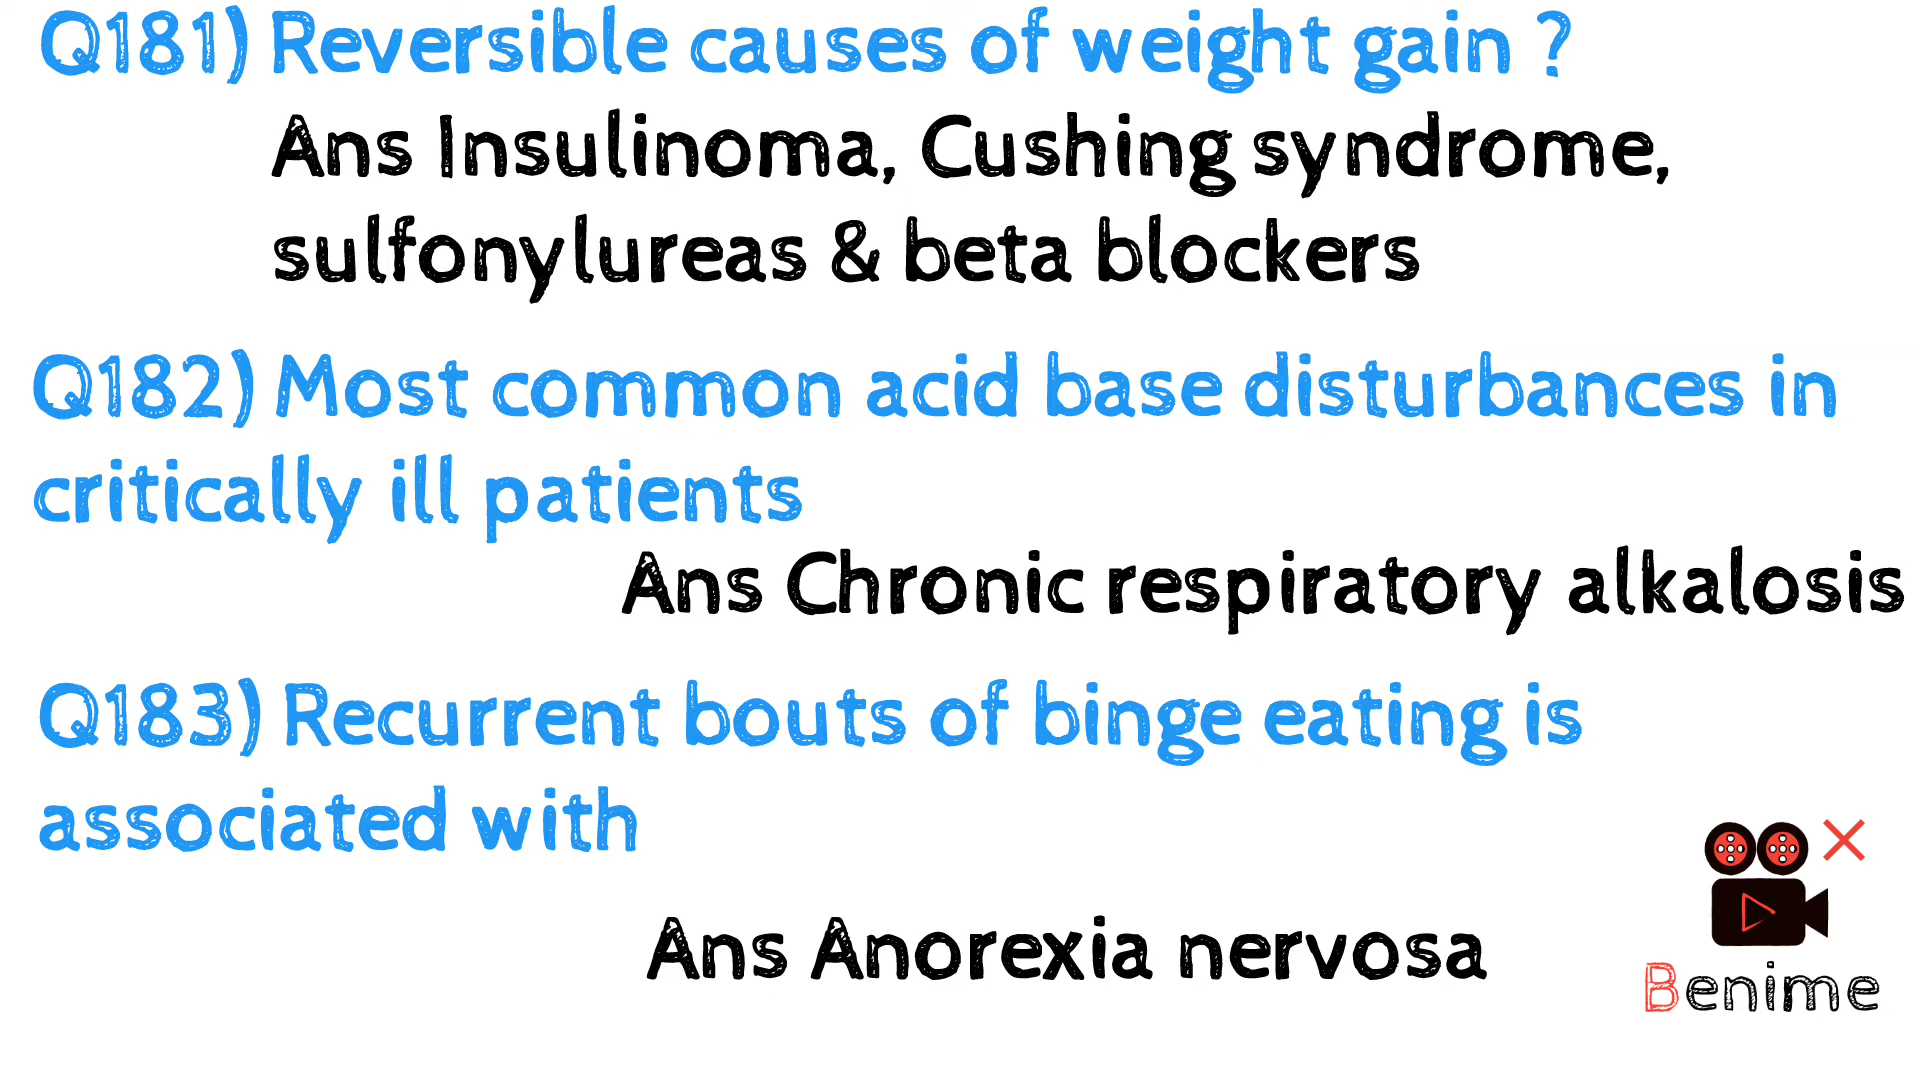 Q181) Reversible causes of weight gain ?
Ans Insulinoma, Cushing syndrome,
sulfonylureas & beta blockers
Q182) Most common acid base disturbances in
critically ill patients
Ans Chronic respiratory alkalosis
Q183) Recurrent bouts of binge eating is
associated with
Ans Anorexia nervosa
Benime